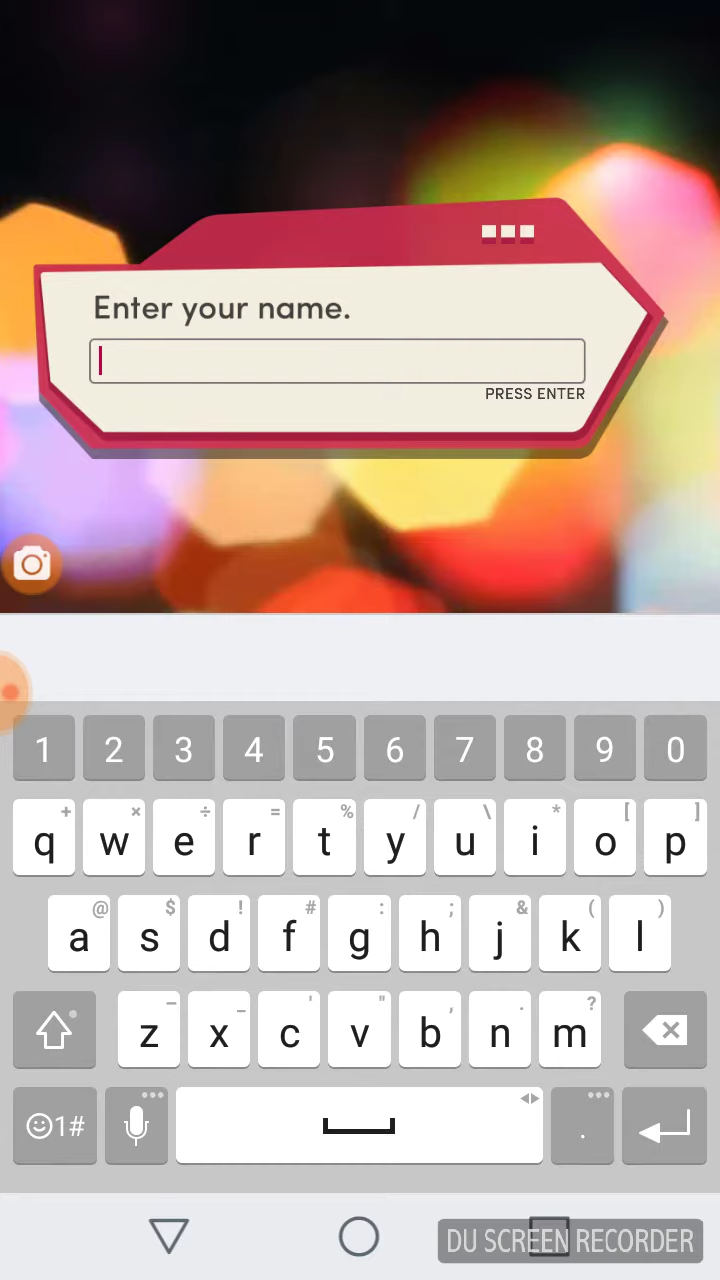 Enter your name.
PRESS ENTER
1 2 3 4 5 6 7 8 9 0
+ × ÷ = % / \ * [ ]
q w e r t y u i o p
@ $ ! # : ; & ( )
a s d f g h j k l
– _ ' " , . ?
z x c v b n m
1# .
DU SCREEN RECORDER